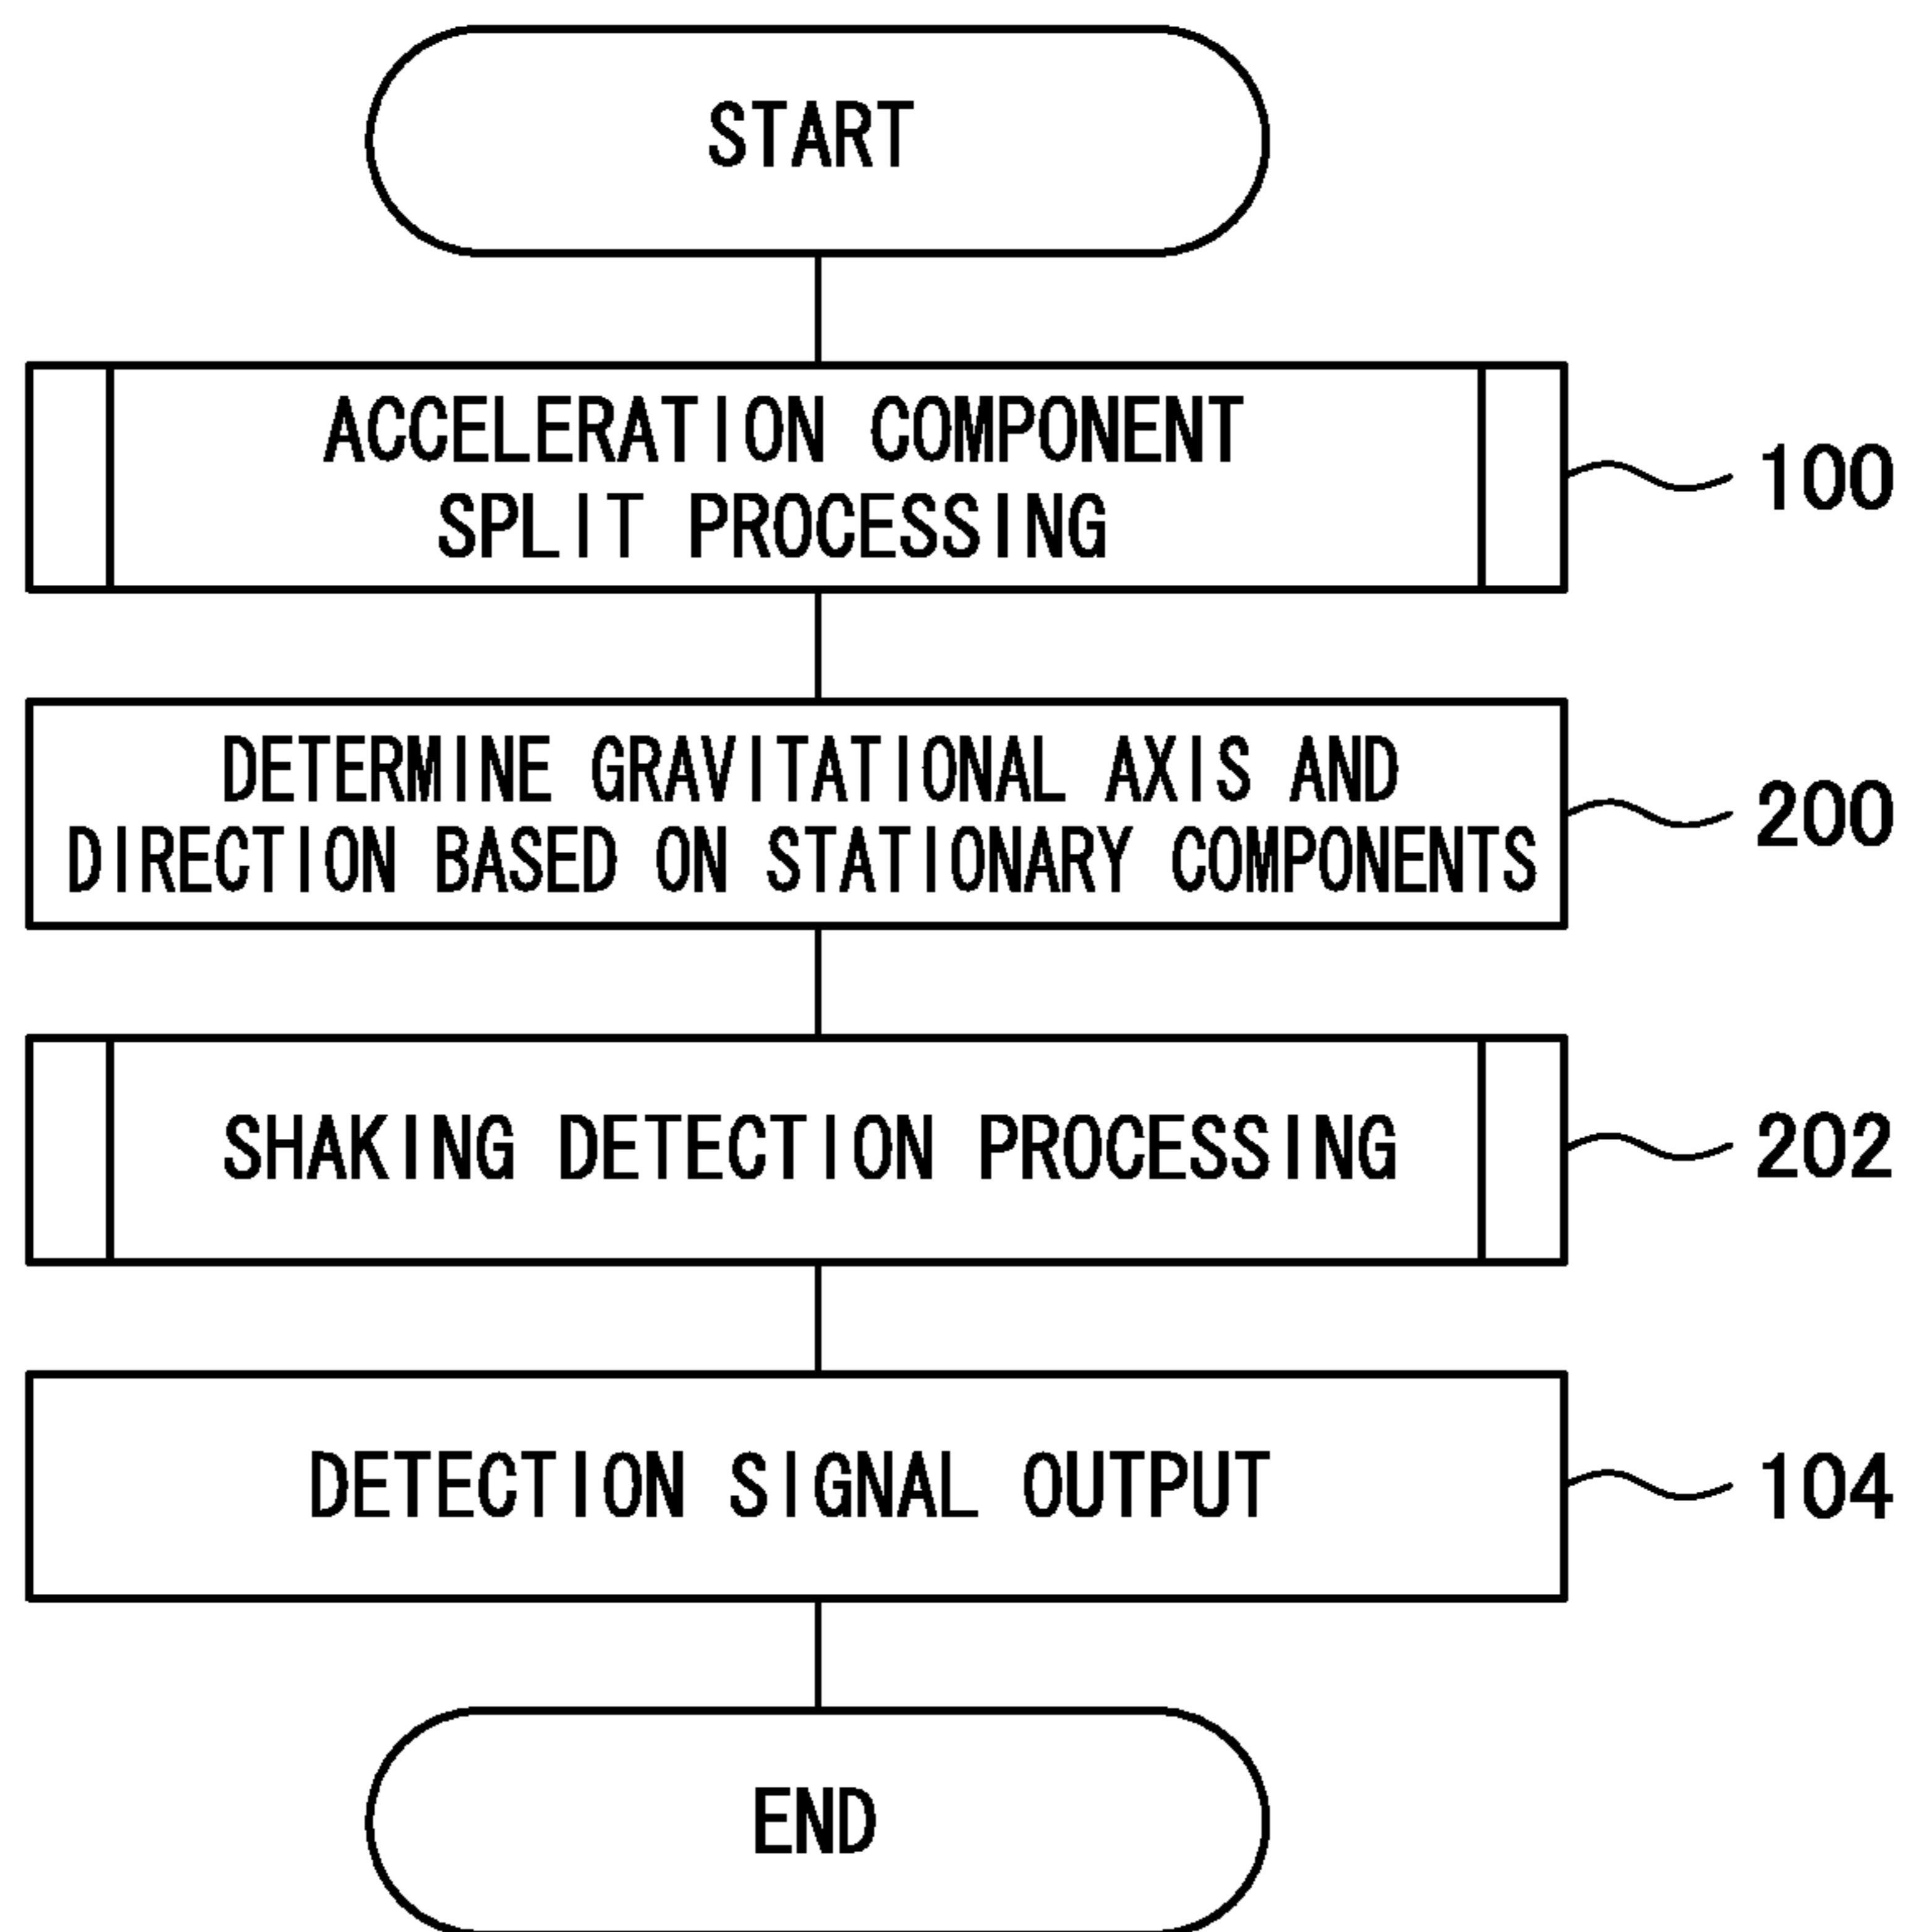 START
ACCELERATION COMPONENT
SPLIT PROCESSING
100
DETERMINE GRAVITATIONAL AXIS AND
DIRECTION BASED ON STATIONARY COMPONENTS
200
SHAKING DETECTION PROCESSING
202
DETECTION SIGNAL OUTPUT
104
END